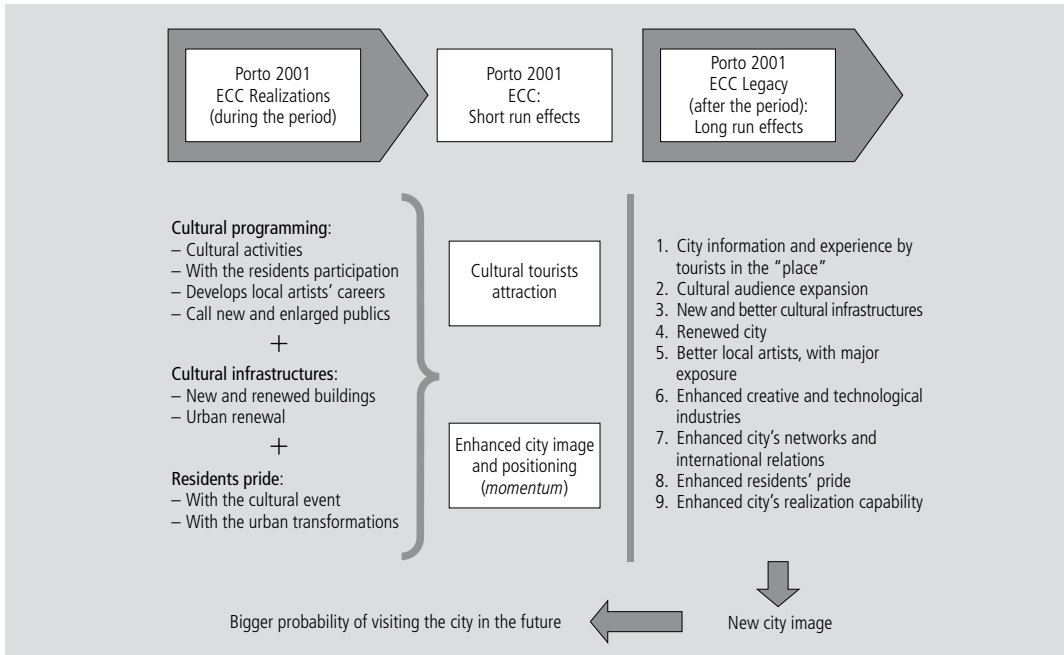 Porto 2001
ECC Realizations
(during the period)
Porto 2001
ECC:
Short run effects
Porto 2001
ECC Legacy
(after the period):
Long run effects
Cultural programming:
– Cultural activities
– With the residents participation
– Develops local artists’ careers
– Call new and enlarged publics
+
Cultural infrastructures:
– New and renewed buildings
– Urban renewal
+
Residents pride:
– With the cultural event
– With the urban transformations
Cultural tourists
attraction
Enhanced city image
and positioning
(momentum)
1. City information and experience by
tourists in the “place”
2. Cultural audience expansion
3. New and better cultural infrastructures
4. Renewed city
5. Better local artists, with major
exposure
6. Enhanced creative and technological
industries
7. Enhanced city’s networks and
international relations
8. Enhanced residents’ pride
9. Enhanced city’s realization capability
New city image
Bigger probability of visiting the city in the future